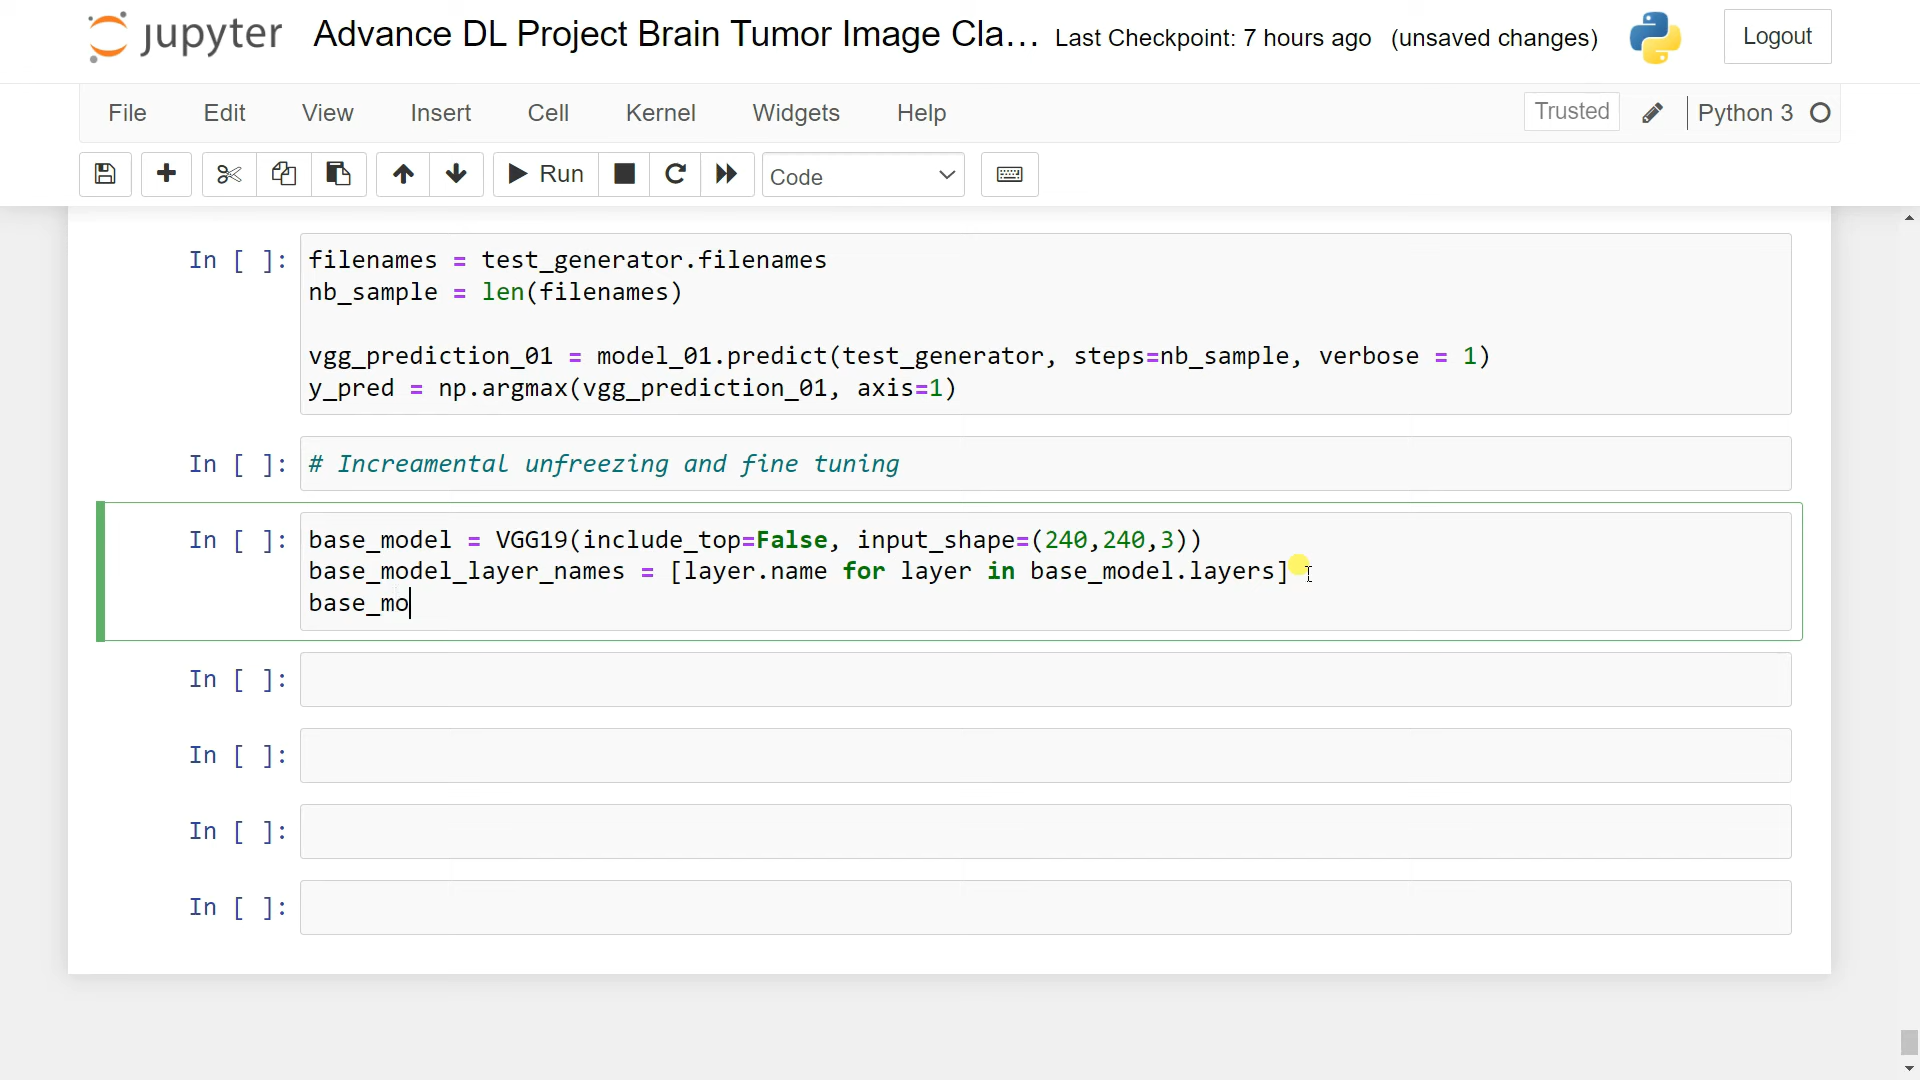 jupyter Advance DL Project Brain Tumor Image Cla... Last Checkpoint: 7 hours ago (unsaved changes) Logout
File Edit View Insert Cell Kernel Widgets Help Trusted Python 3
Run Code
In [ ]: filenames = test_generator.filenames
nb_sample = len(filenames)
vgg_prediction_01 = model_01.predict(test_generator, steps=nb_sample, verbose = 1)
y_pred = np.argmax(vgg_prediction_01, axis=1)
In [ ]: # Increamental unfreezing and fine tuning
In [ ]: base_model = VGG19(include_top=False, input_shape=(240,240,3))
base_model_layer_names = [layer.name for layer in base_model.layers]
base_mo
In [ ]:
In [ ]:
In [ ]:
In [ ]: